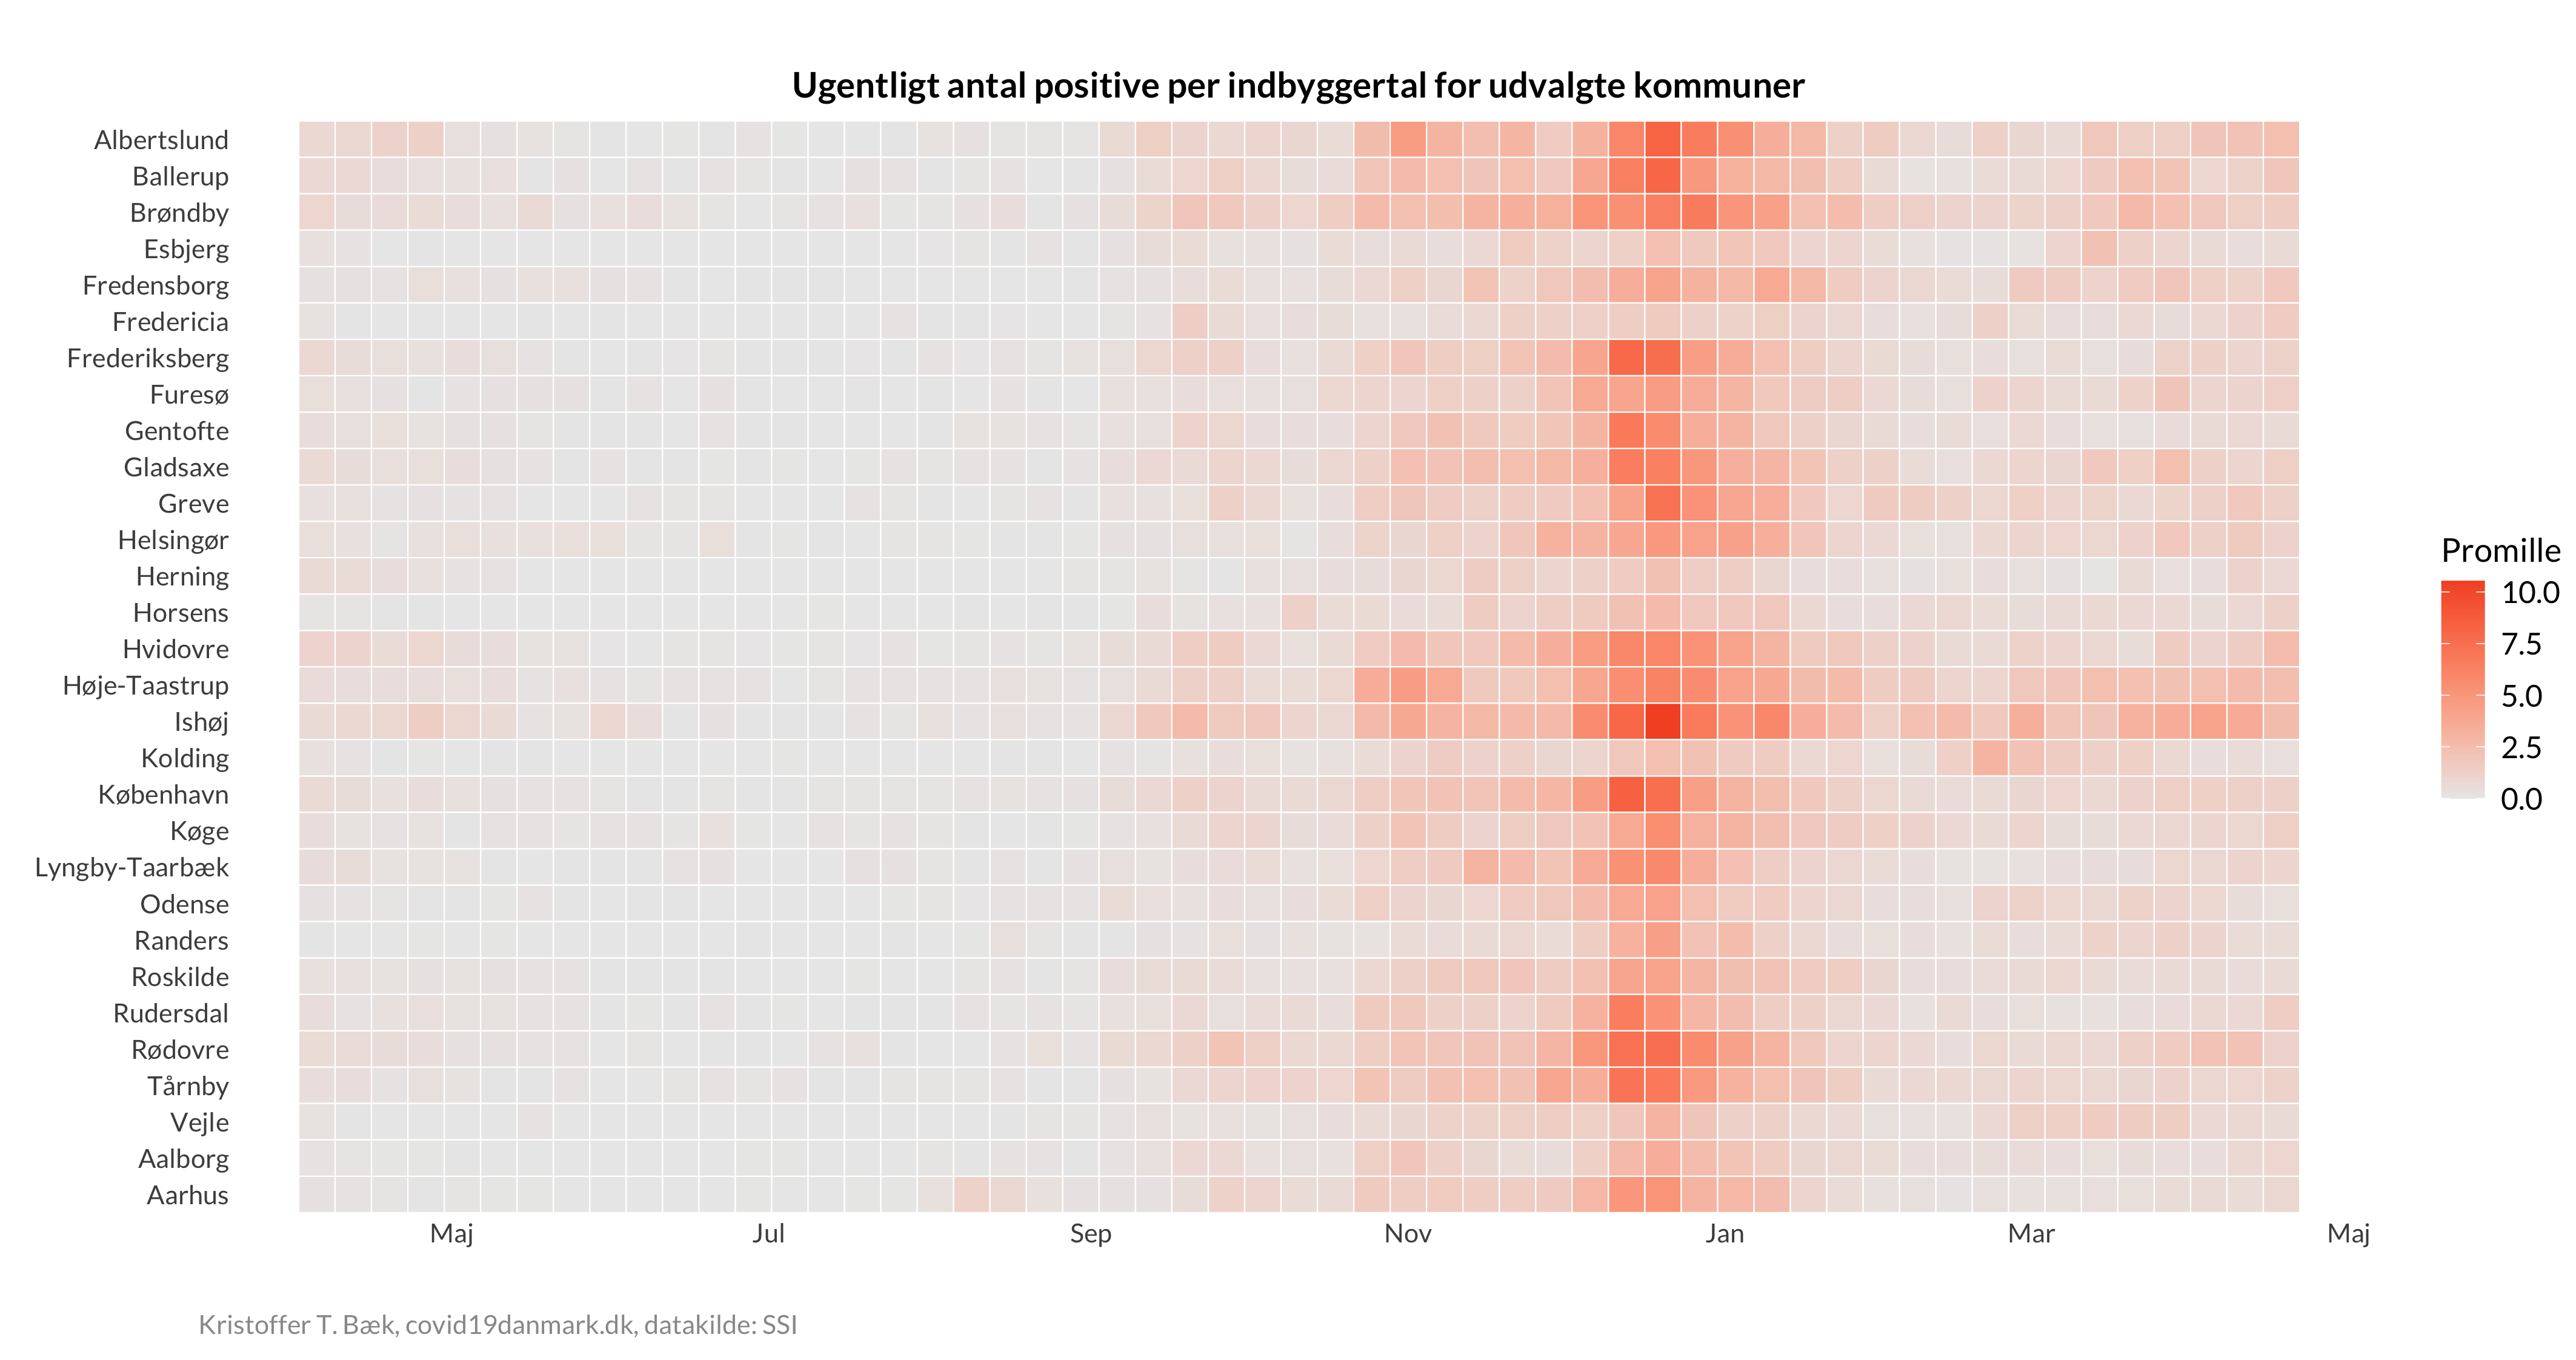 Ugentligt antal positive per indbyggertal for udvalgte kommuner
Albertslund
Ballerup
Brøndby
Esbjerg
Fredensborg
Fredericia
Frederiksberg
Furesø
Gentofte
Gladsaxe
Greve
Helsingør
Herning
Horsens
Hvidovre
Høje-Taastrup
Ishøj
Kolding
København
Køge
Lyngby-Taarbæk
Odense
Randers
Roskilde
Rudersdal
Rødovre
Tårnby
Vejle
Aalborg
Aarhus
Maj Jul Sep Nov Jan Mar Maj
Promille
10.0
7.5
5.0
2.5
0.0
Kristoffer T. Bæk, covid19danmark.dk, datakilde: SSI